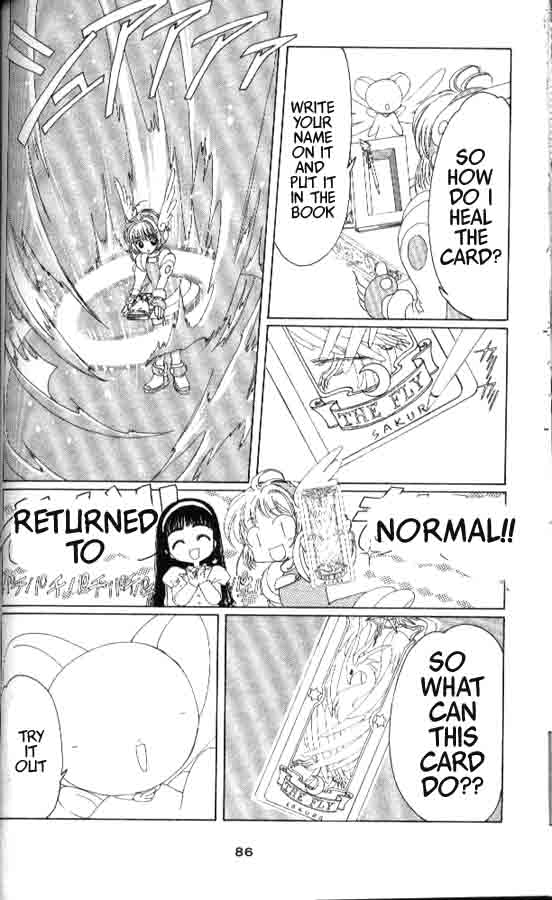 SO
HOW
DO I
HEAL
THE
CARD?
WRITE
YOUR
NAME
ON IT
AND
PUT IT
IN THE
BOOK
THE FLY
SAKURA
RETURNED
TO
NORMAL!!
SO
WHAT
CAN
THIS
CARD
DO??
THE FLY
SAKURA
TRY
IT
OUT
86